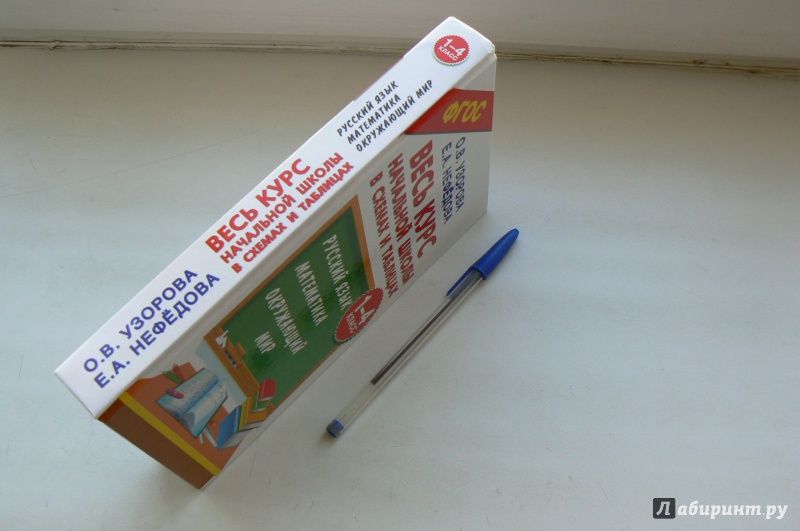 О.В. УЗОРОВА
Е.А. НЕФЁДОВА
ВЕСЬ КУРС
НАЧАЛЬНОЙ ШКОЛЫ
В СХЕМАХ И ТАБЛИЦАХ
РУССКИЙ ЯЗЫК
МАТЕМАТИКА
ОКРУЖАЮЩИЙ МИР
1–4
КЛАСС
ФГОС
О.В. УЗОРОВА
Е.А. НЕФЁДОВА
ВЕСЬ КУРС
НАЧАЛЬНОЙ ШКОЛЫ
В СХЕМАХ И ТАБЛИЦАХ
РУССКИЙ ЯЗЫК
МАТЕМАТИКА
ОКРУЖАЮЩИЙ
МИР
1–4
КЛАСС
Лабиринт.ру